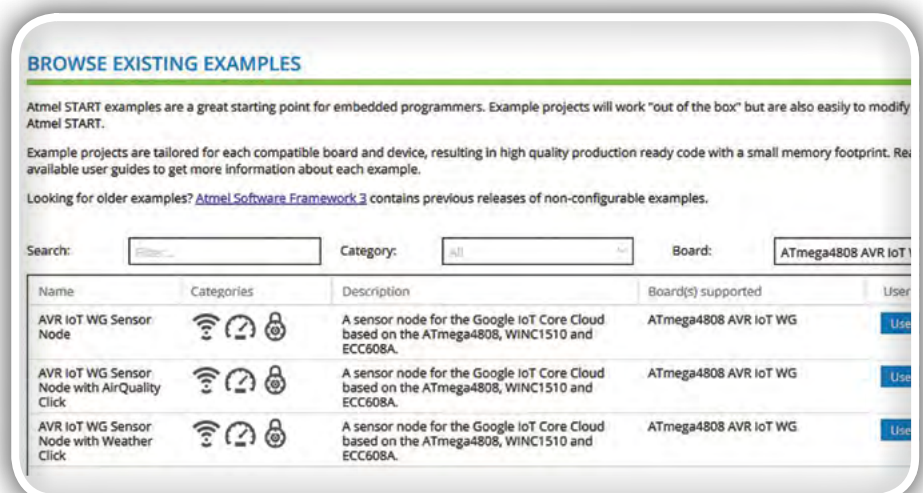 BROWSE EXISTING EXAMPLES
Atmel START examples are a great starting point for embedded programmers. Example projects will work "out of the box" but are also easily to modify
Atmel START.
Example projects are tailored for each compatible board and device, resulting in high quality production ready code with a small memory footprint. Rea
available user guides to get more information about each example.
Looking for older examples? Atmel Software Framework 3 contains previous releases of non-configurable examples.
Search: Filter... Category: All Board: ATmega4808 AVR IoT
Name Categories Description Board(s) supported User
AVR IoT WG Sensor
Node
A sensor node for the Google IoT Core Cloud
based on the ATmega4808, WINC1510 and
ECC608A.
ATmega4808 AVR IoT WG
Use
AVR IoT WG Sensor
Node with AirQuality
Click
A sensor node for the Google IoT Core Cloud
based on the ATmega4808, WINC1510 and
ECC608A.
ATmega4808 AVR IoT WG
Use
AVR IoT WG Sensor
Node with Weather
Click
A sensor node for the Google IoT Core Cloud
based on the ATmega4808, WINC1510 and
ECC608A.
ATmega4808 AVR IoT WG
Use